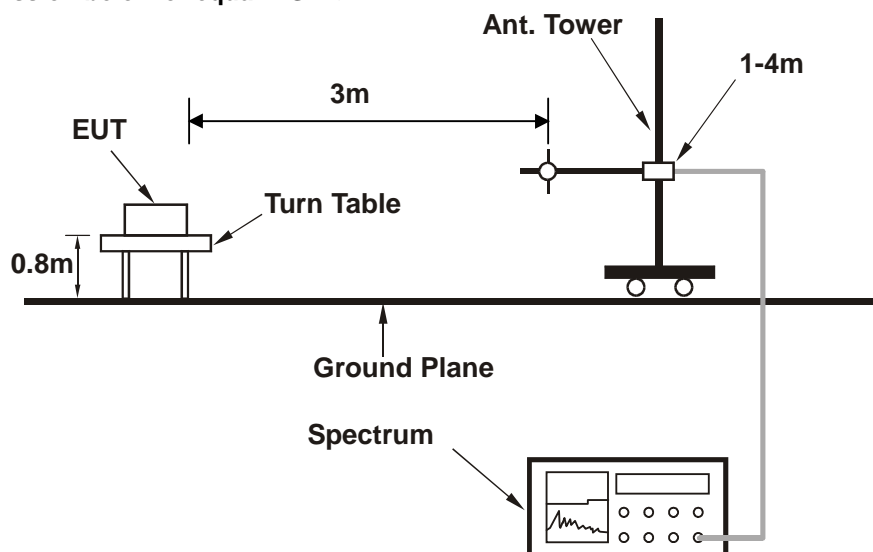 Ant. Tower
1-4m
3m
EUT
Turn Table
0.8m
Ground Plane
Spectrum